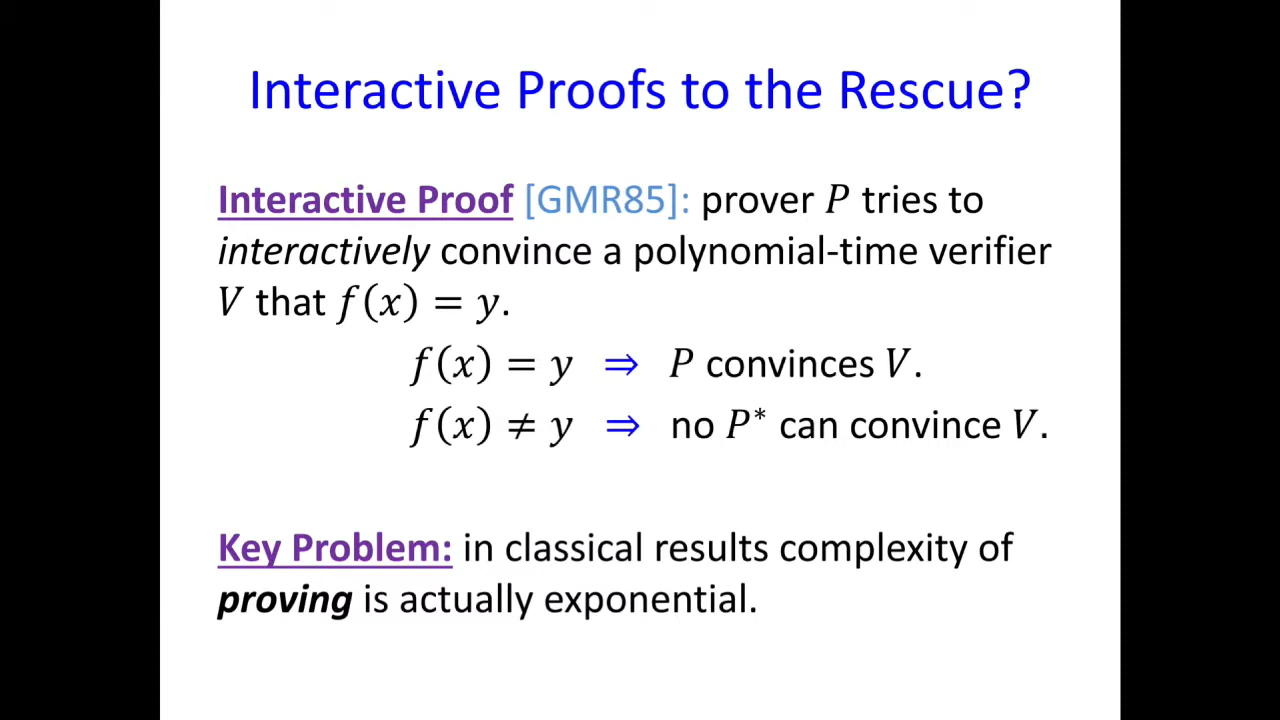 Interactive Proofs to the Rescue?
Interactive Proof [GMR85]: prover P tries to
interactively convince a polynomial-time verifier
V that f(x) = y.
f(x) = y ⇒ P convinces V.
f(x) ≠ y ⇒ no P* can convince V.
Key Problem: in classical results complexity of
proving is actually exponential.